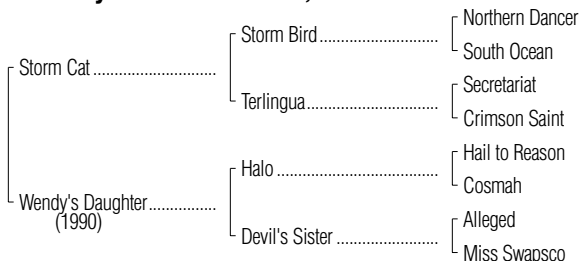 Northern Dancer
Storm Bird
South Ocean
Storm Cat
Secretariat
Terlingua
Crimson Saint
Hail to Reason
Halo
Cosmah
Wendy's Daughter
(1990)
Alleged
Devil's Sister
Miss Swapsco